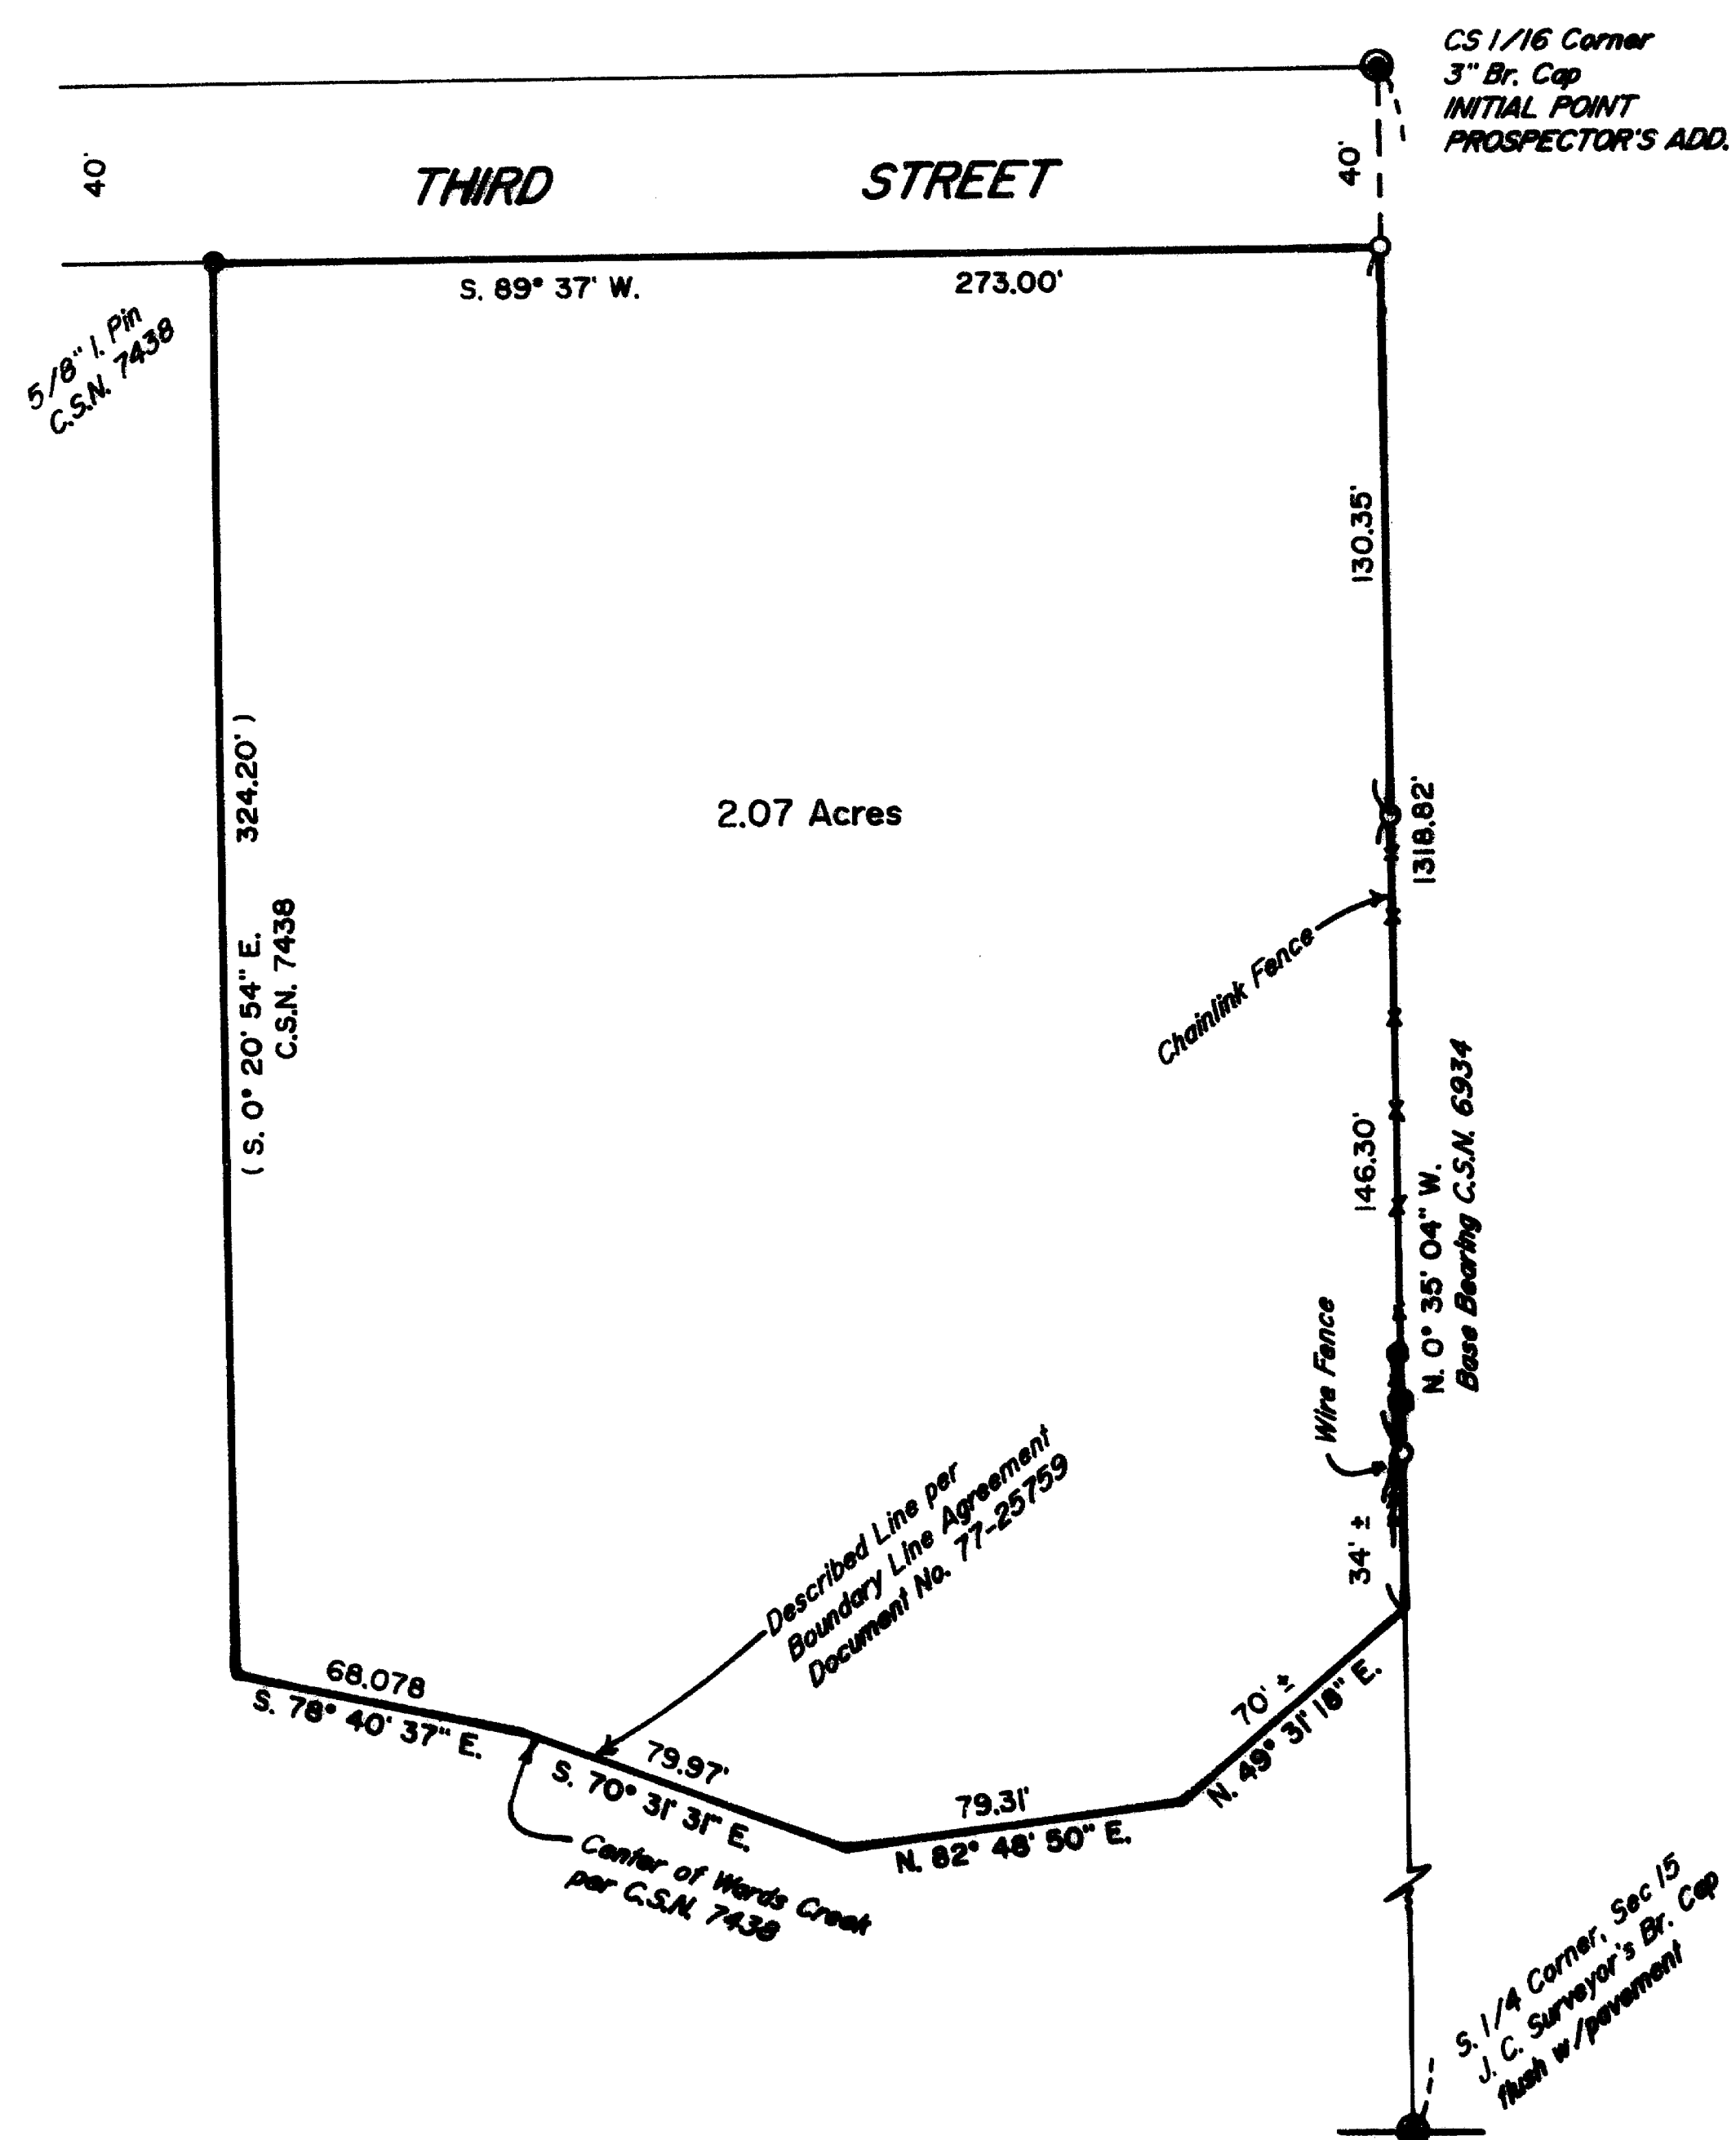 CS 1/16 Corner
3" Br. Cap
INITIAL POINT
PROSPECTOR'S ADD.
40'
THIRD STREET
40'
S. 89° 37' W. 273.00'
5/8" I. Pin
C.S.N. 7438
130.35'
( S. 0° 20' 54" E. 324.20' )
C.S.N. 7438
2.07 Acres
1318.82'
Chainlink Fence
146.30'
N. 0° 35' 04" W.
Base Bearing C.S.N. 6934
Wire Fence
34' ±
Described Line per
Boundary Line Agreement
Document No. 77-25759
68.078
S. 78° 40' 37" E.
79.97'
S. 70° 31' 31" E.
79.31'
N. 82° 48' 50" E.
70' ±
N. 49° 31' 18" E.
Center of Wards Creek
per C.S.N. 7438
S. 1/4 Corner, Sec 15
J. C. Surveyor's Br. Cap
flush w/pavement